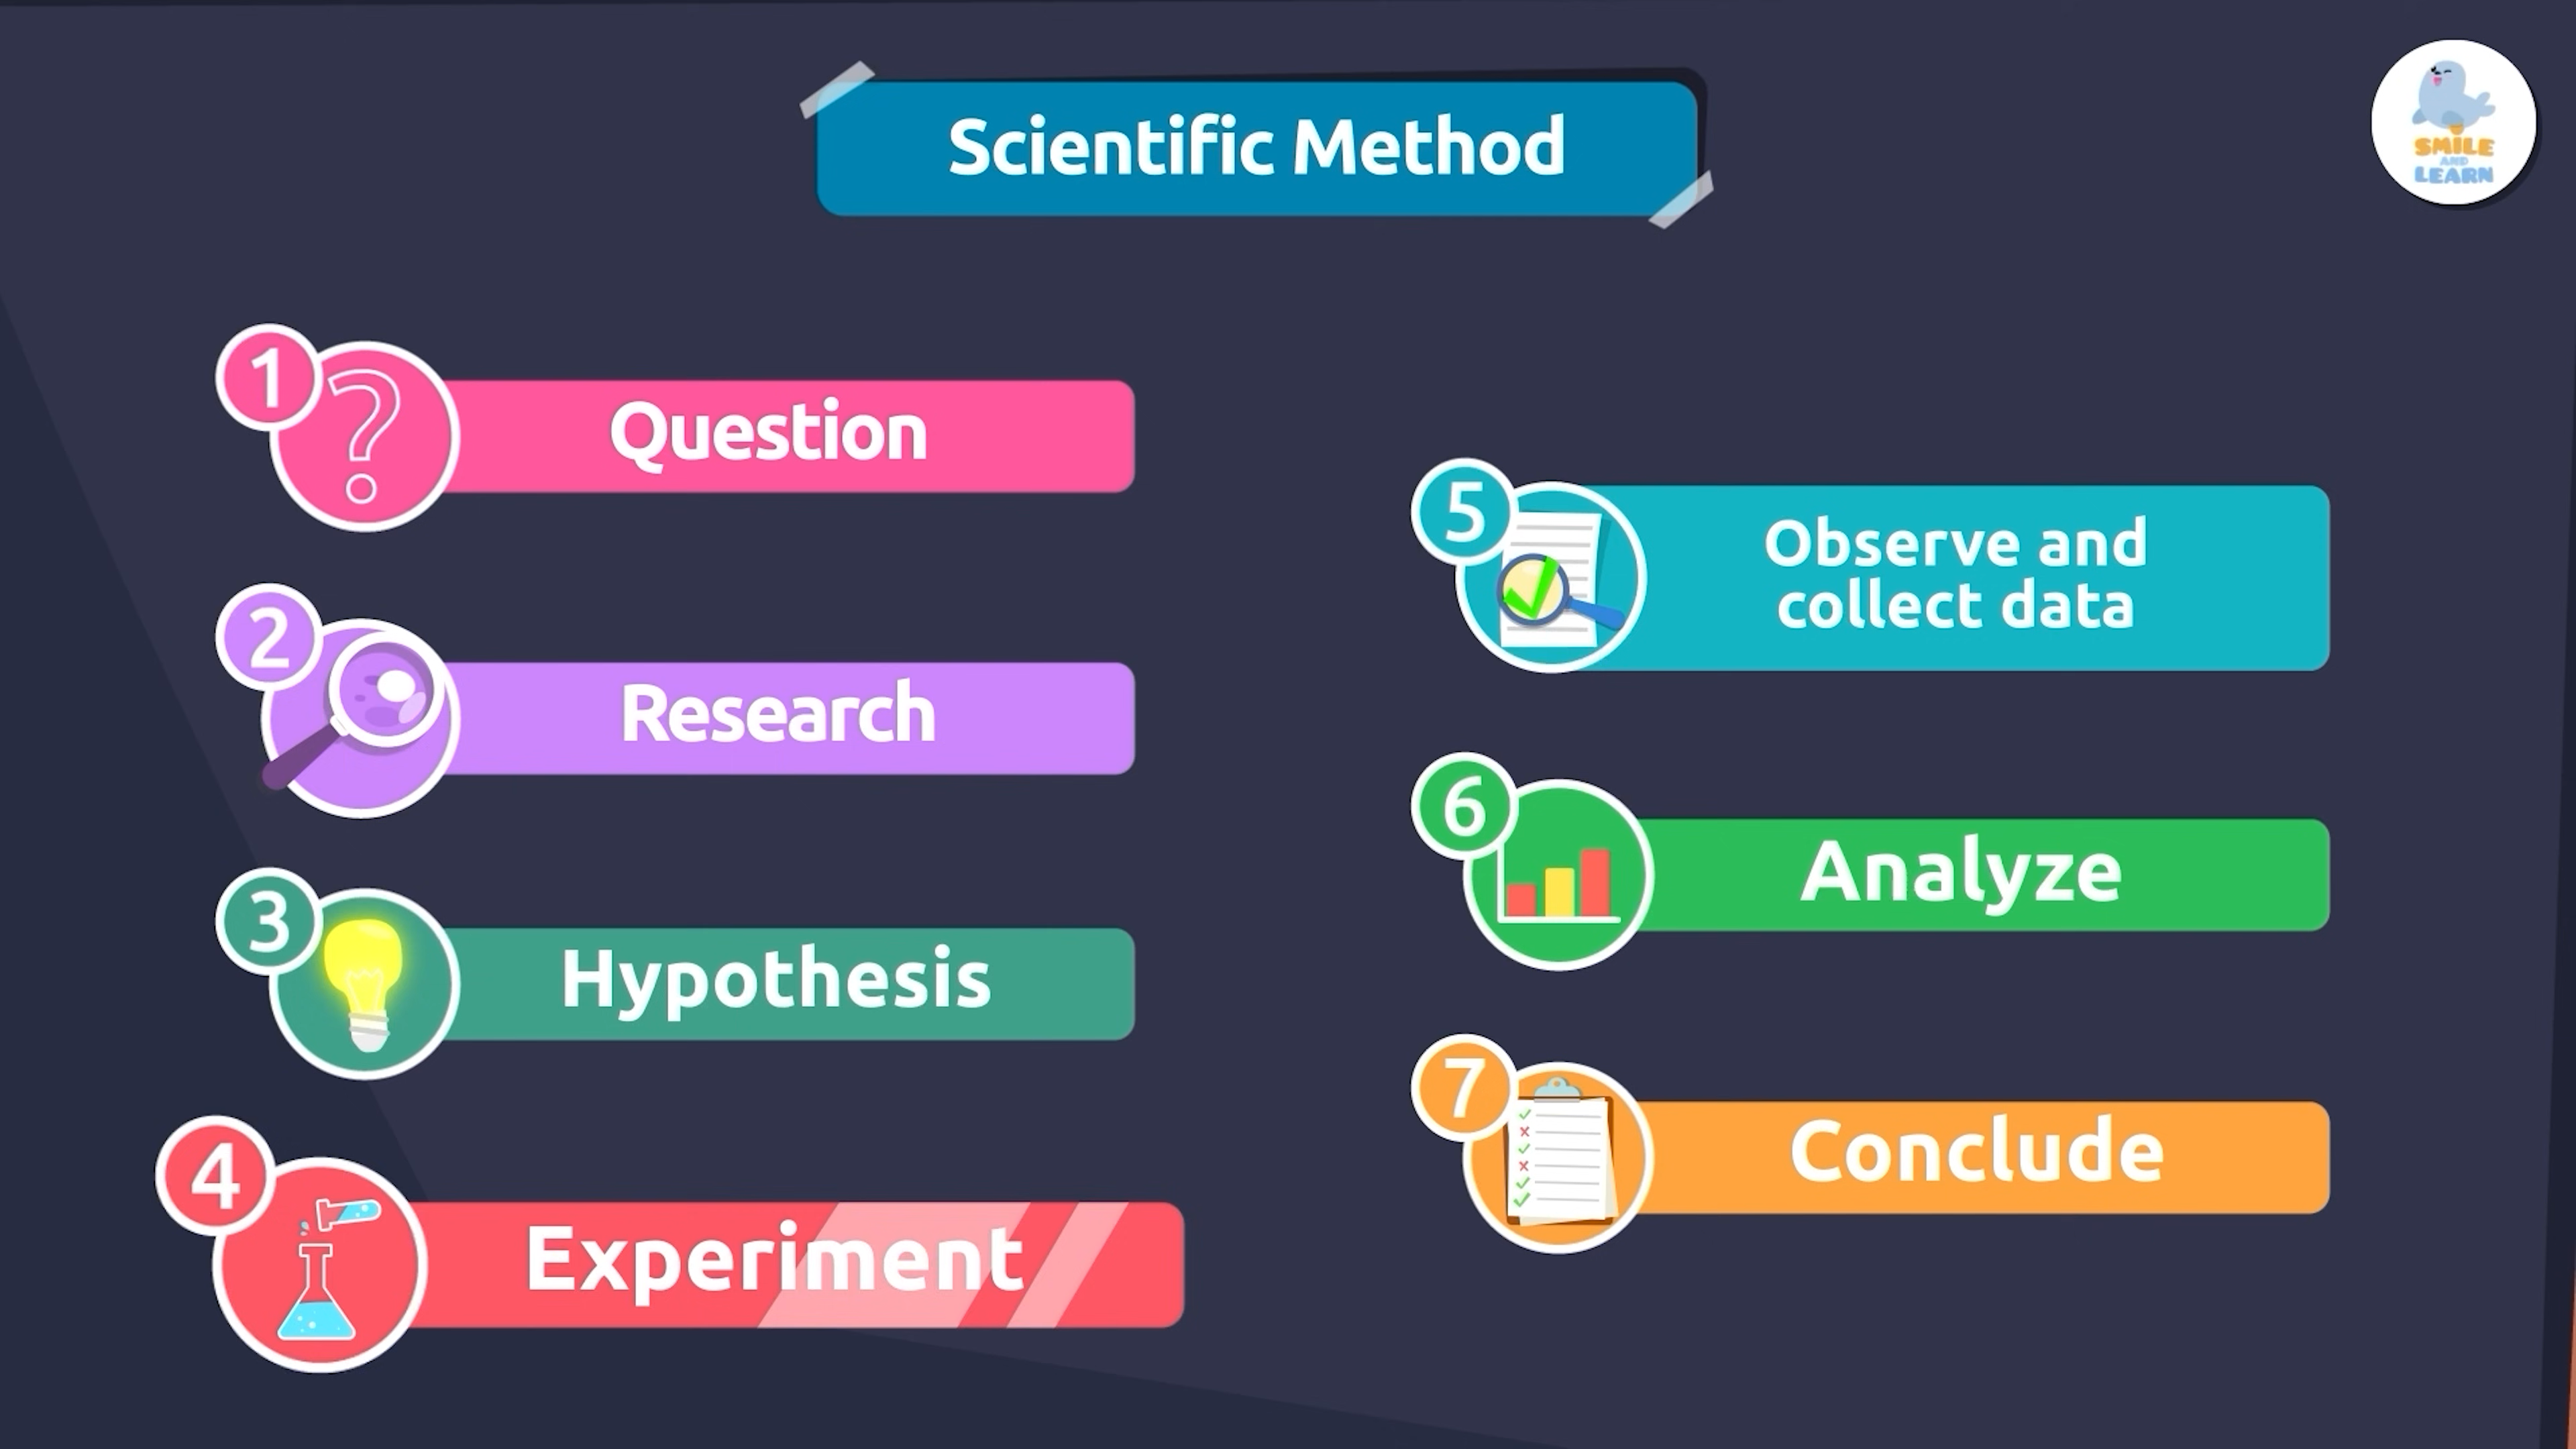 Scientific Method
SMILE
AND
LEARN
1
Question
2
Research
3
Hypothesis
4
Experiment
5
Observe and
collect data
6
Analyze
7
Conclude